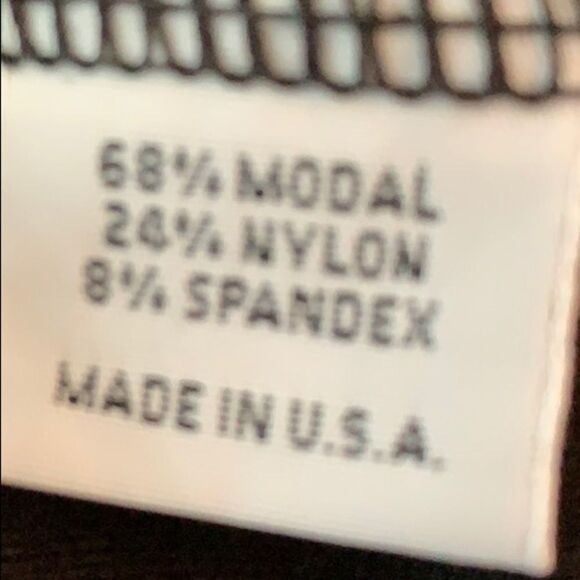 68% MODAL
24% NYLON
8% SPANDEX
MADE IN U.S.A.